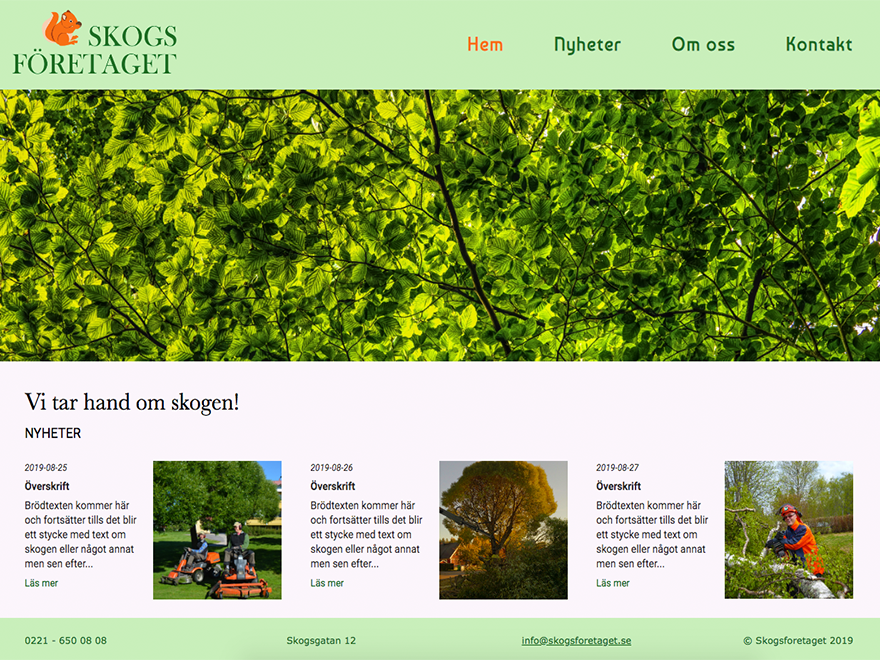 SKOGS
FÖRETAGET
Hem Nyheter Om oss Kontakt
Vi tar hand om skogen!
NYHETER
2019-08-25
Överskrift
Brödtexten kommer här
och fortsätter tills det blir
ett stycke med text om
skogen eller något annat
men sen efter...
Läs mer
2019-08-26
Överskrift
Brödtexten kommer här
och fortsätter tills det blir
ett stycke med text om
skogen eller något annat
men sen efter...
Läs mer
2019-08-27
Överskrift
Brödtexten kommer här
och fortsätter tills det blir
ett stycke med text om
skogen eller något annat
men sen efter...
Läs mer
0221 - 650 08 08 Skogsgatan 12 info@skogsforetaget.se © Skogsforetaget 2019